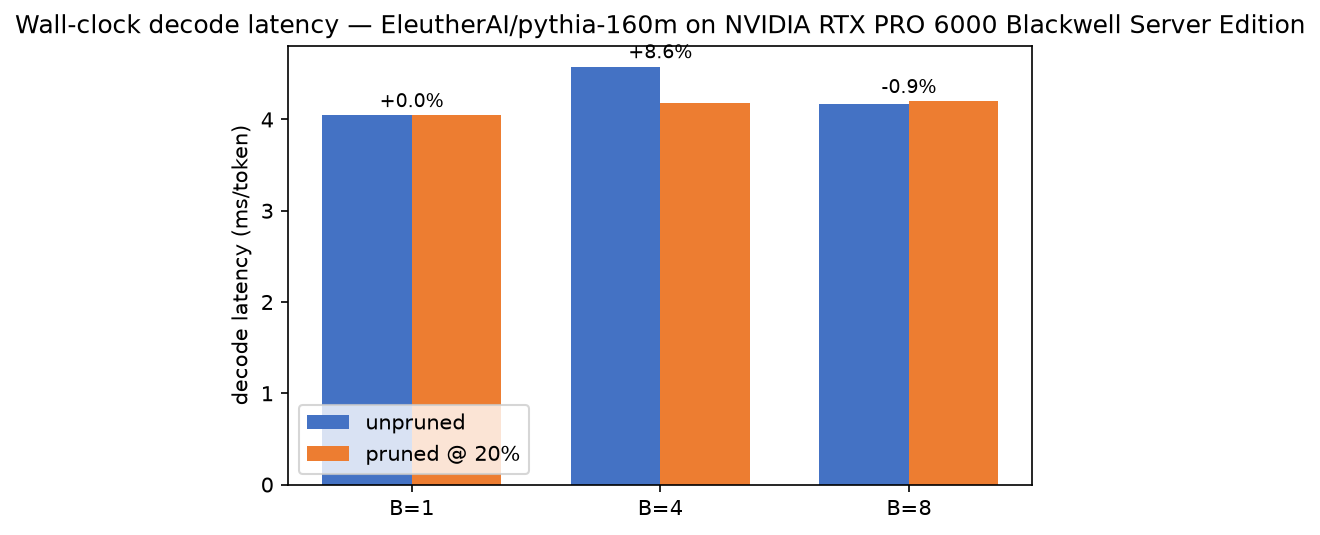 Wall-clock decode latency — EleutherAI/pythia-160m on NVIDIA RTX PRO 6000 Blackwell Server Edition
+8.6%
+0.0%
-0.9%
decode latency (ms/token)
4
3
2
1
0
unpruned
pruned @ 20%
B=1
B=4
B=8